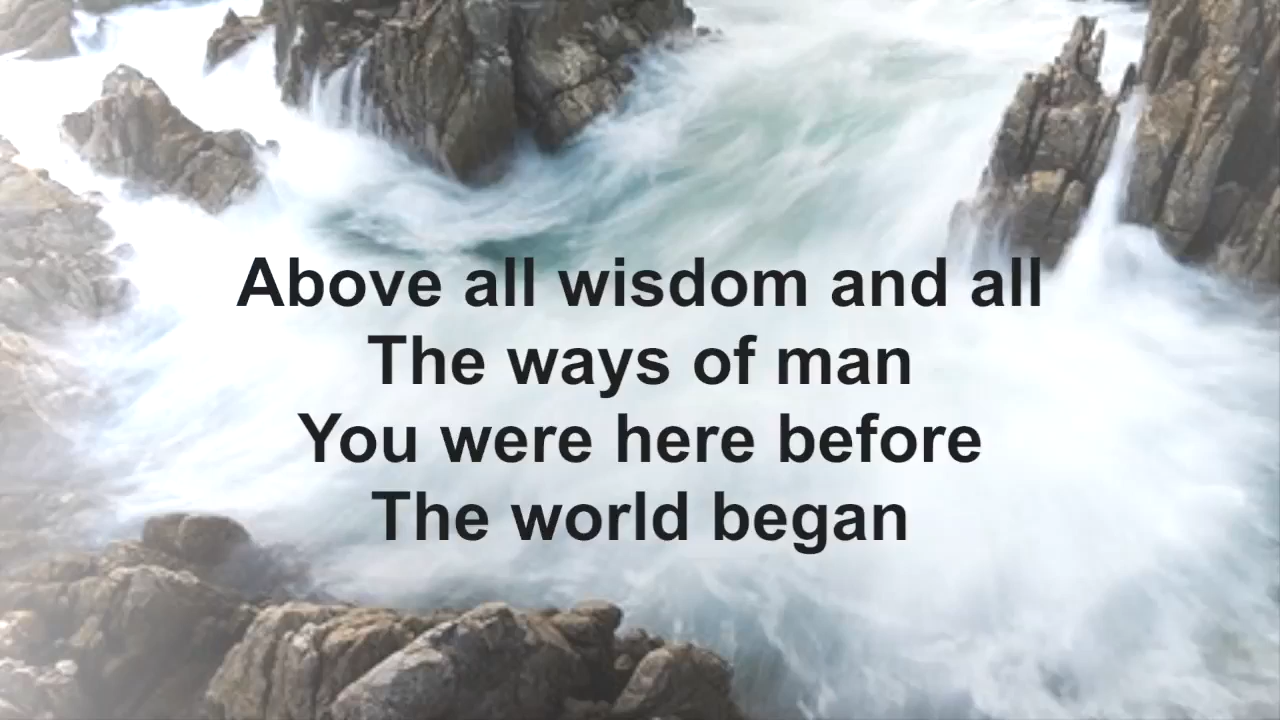 Above all wisdom and all
The ways of man
You were here before
The world began